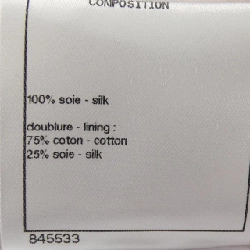 COMPOSITION
100% soie - silk
doublure - lining :
75% coton - cotton
25% soie - silk
845533